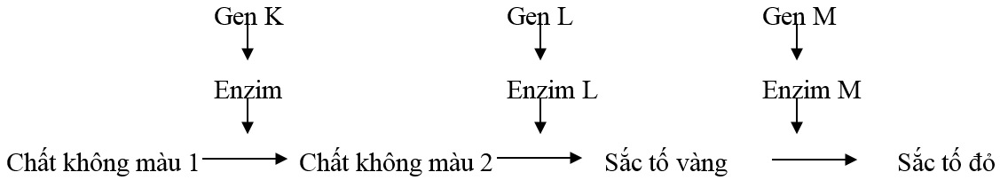 Gen K Gen L Gen M
Enzim Enzim L Enzim M
Chất không màu 1 Chất không màu 2 Sắc tố vàng Sắc tố đỏ